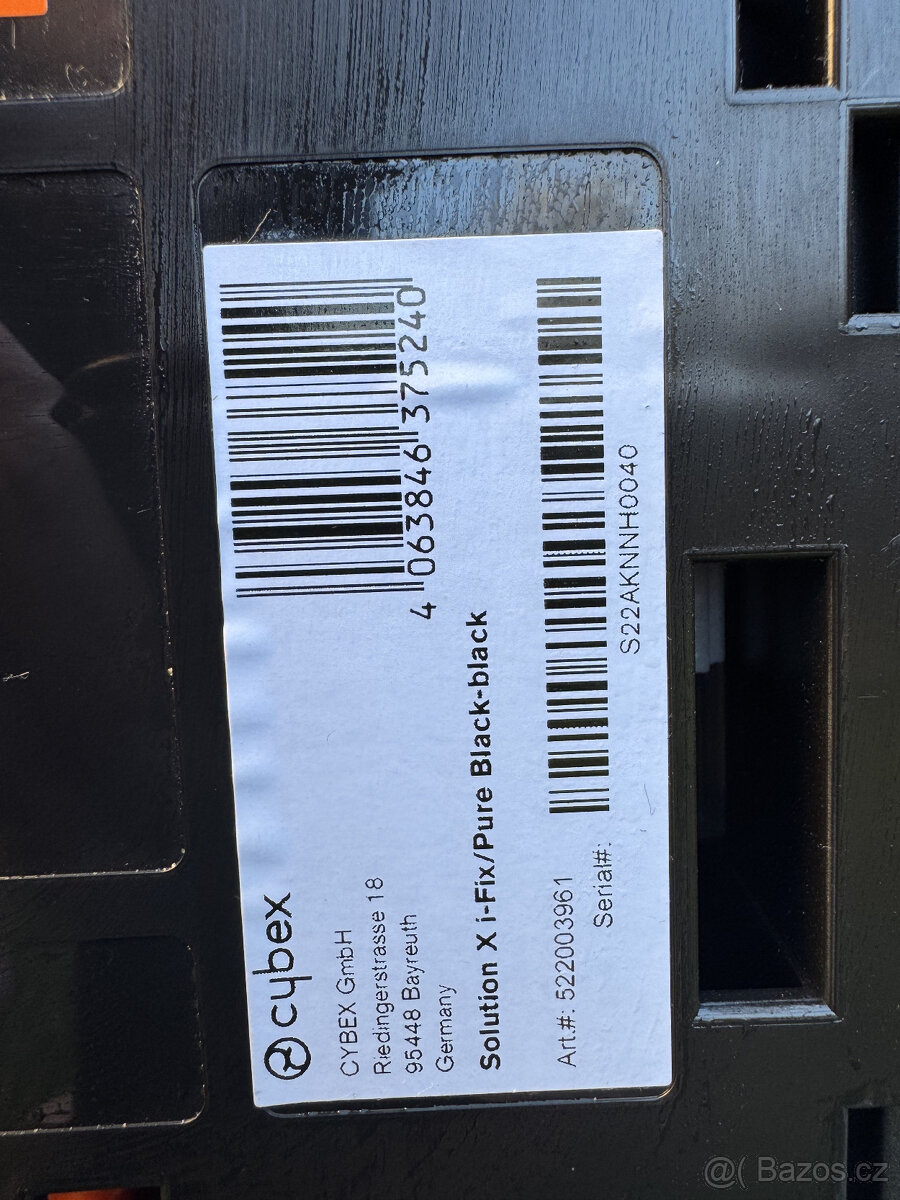 cybex
CYBEX GmbH
Riedingerstrasse 18
95448 Bayreuth
Germany
4 063846 375240
Solution X i-Fix/Pure Black-black
Art.#: 522003961
Serial#:
S22AKNNH0040
@( Bazos.cz